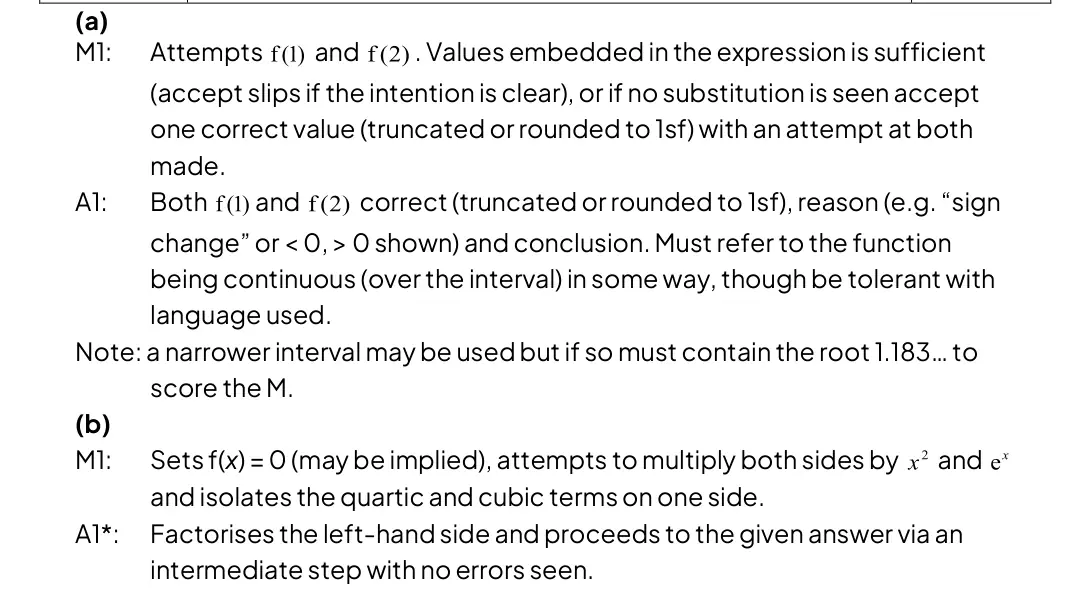 (a)
M1: Attempts f(1) and f(2). Values embedded in the expression is sufficient
(accept slips if the intention is clear), or if no substitution is seen accept
one correct value (truncated or rounded to 1sf) with an attempt at both
made.
A1: Both f(1) and f(2) correct (truncated or rounded to 1sf), reason (e.g. “sign
change” or < 0, > 0 shown) and conclusion. Must refer to the function
being continuous (over the interval) in some way, though be tolerant with
language used.
Note: a narrower interval may be used but if so must contain the root 1.183... to
score the M.
(b)
M1: Sets f(x) = 0 (may be implied), attempts to multiply both sides by x² and eˣ
and isolates the quartic and cubic terms on one side.
A1*: Factorises the left-hand side and proceeds to the given answer via an
intermediate step with no errors seen.